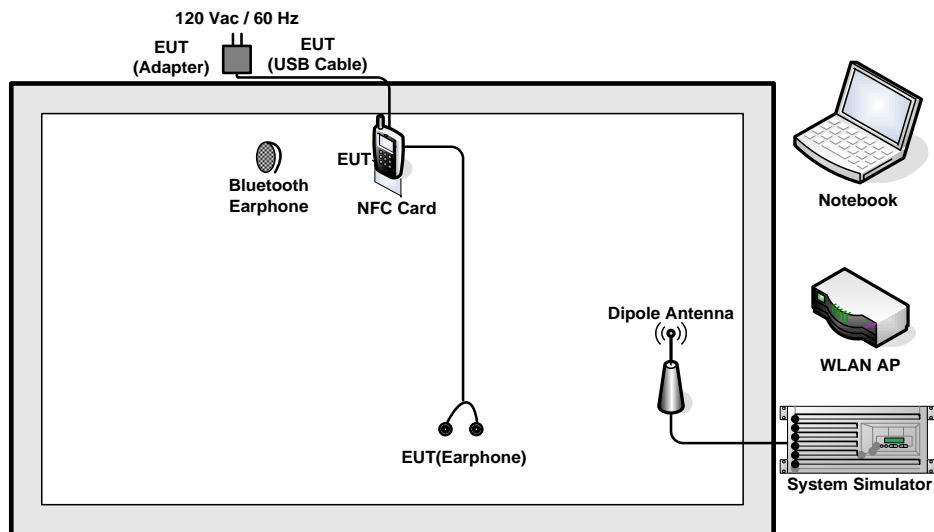 120 Vac / 60 Hz
EUT
(Adapter)
EUT
(USB Cable)
EUT
Bluetooth
Earphone
NFC Card
Notebook
Dipole Antenna
WLAN AP
EUT(Earphone)
System Simulator